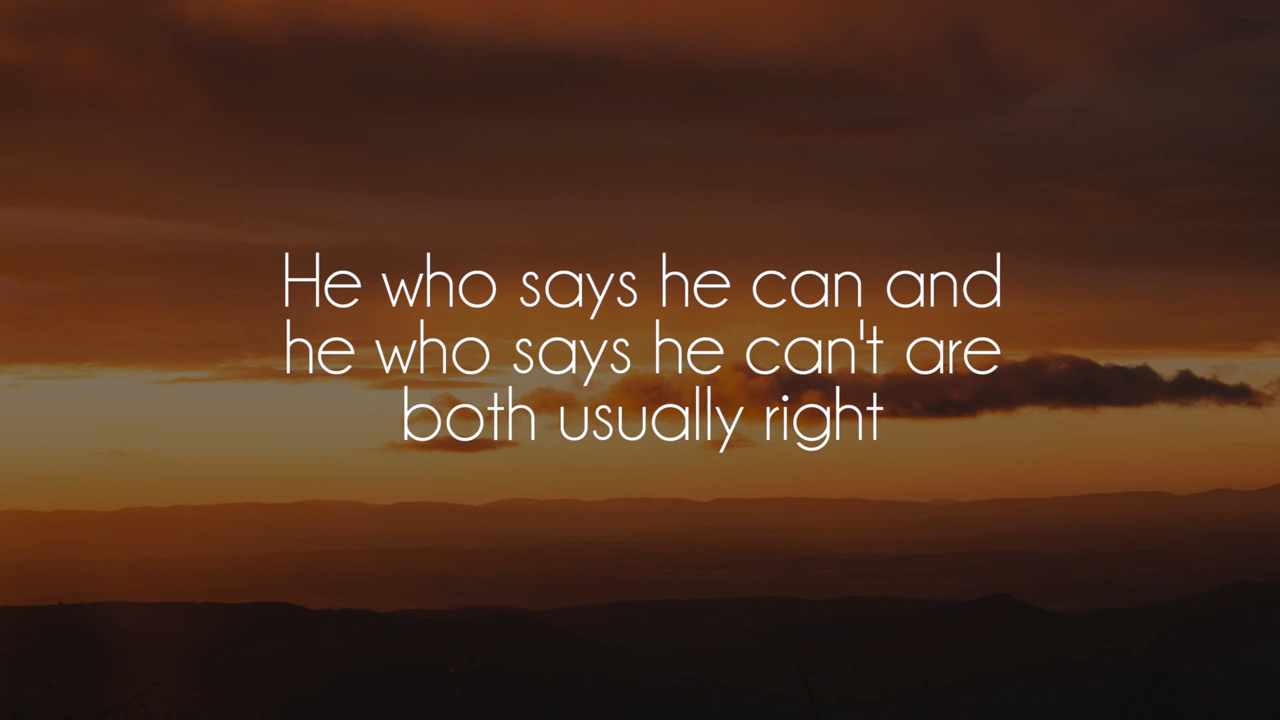 He who says he can and
he who says he can't are
both usually right